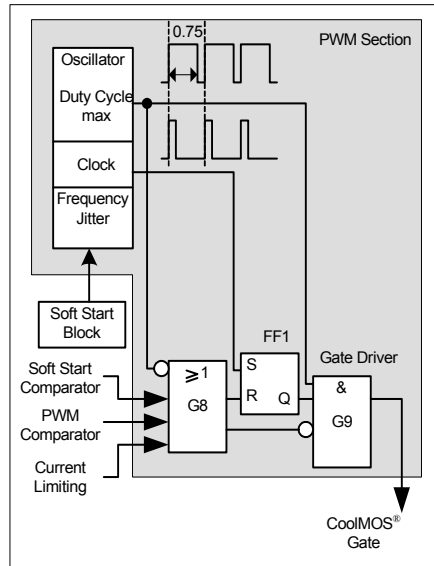 0.75
PWM Section
Oscillator
Duty Cycle
max
Clock
Frequency
Jitter
Soft Start
Block
FF1
Gate Driver
Soft Start
Comparator
PWM
Comparator
Current
Limiting
≥1
G8
S
R
Q
&
G9
CoolMOS®
Gate